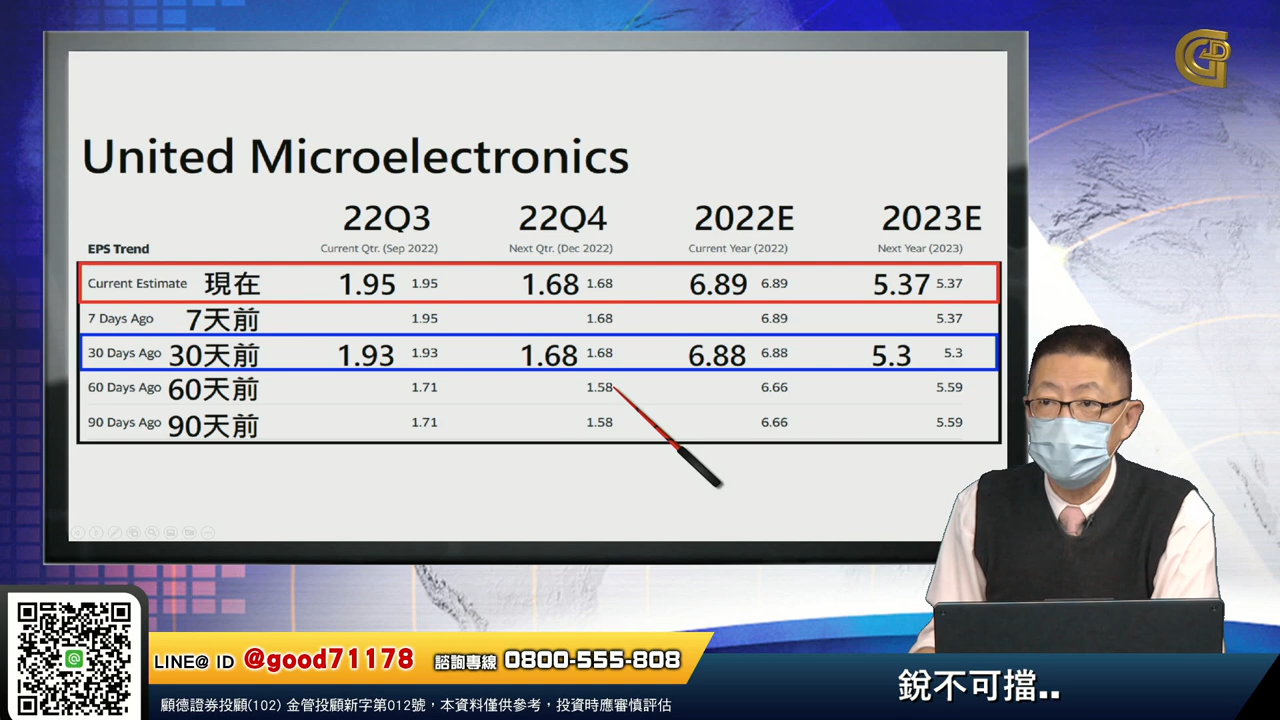 United Microelectronics
22Q3 22Q4 2022E 2023E
EPS Trend Current Qtr. (Sep 2022) Next Qtr. (Dec 2022) Current Year (2022) Next Year (2023)
Current Estimate 現在 1.95 1.95 1.68 1.68 6.89 6.89 5.37 5.37
7 Days Ago 7天前 1.95 1.68 6.89 5.37
30 Days Ago 30天前 1.93 1.93 1.68 1.68 6.88 6.88 5.3 5.3
60 Days Ago 60天前 1.71 1.58 6.66 5.59
90 Days Ago 90天前 1.71 1.58 6.66 5.59
LINE@ ID @good71178 諮詢專線 0800-555-808
銳不可擋..
顧德證券投顧(102) 金管投顧新字第012號，本資料僅供參考，投資時應審慎評估